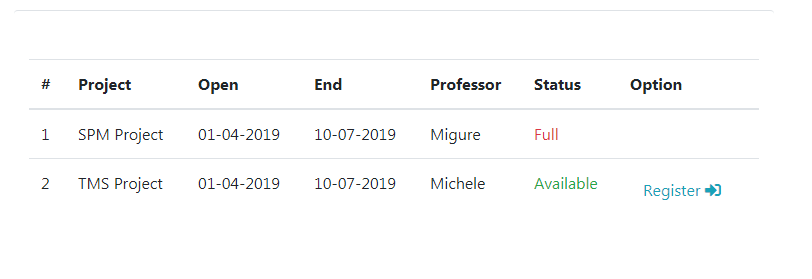 # Project Open End Professor Status Option
1 SPM Project 01-04-2019 10-07-2019 Migure Full
2 TMS Project 01-04-2019 10-07-2019 Michele Available Register